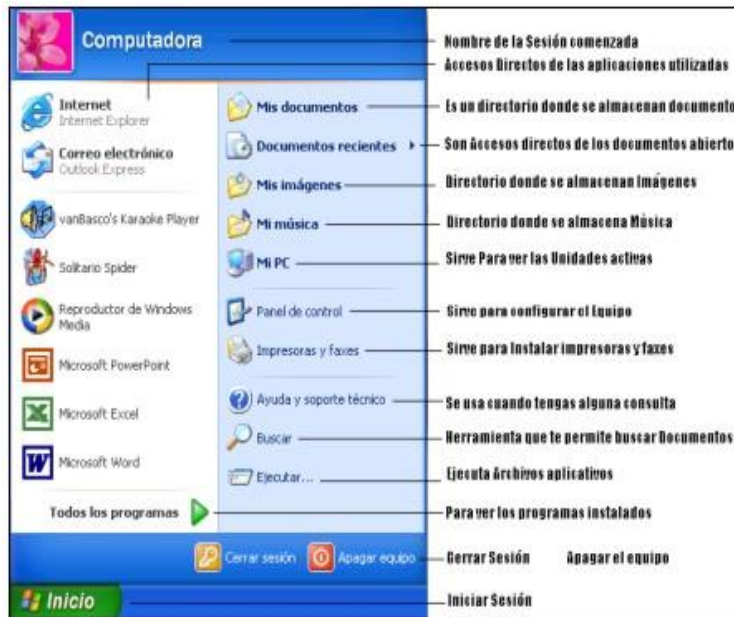 Computadora
Nombre de la Sesión comenzada
Accesos Directos de las aplicaciones utilizadas
Internet
Internet Explorer
Correo electrónico
Outlook Express
vanBasco's Karaoke Player
Solitario Spider
Reproductor de Windows
Media
Microsoft PowerPoint
Microsoft Excel
Microsoft Word
Todos los programas
Mis documentos
Es un directorio donde se almacenan documento
Documentos recientes
Son Accesos directos de los documentos abierto
Mis imágenes
Directorio donde se almacenan Imágenes
Mi música
Directorio donde se almacena Música
Mi PC
Sirve Para ver las Unidades activas
Panel de control
Sirve para configurar el Equipo
Impresoras y faxes
Sirve para Instalar impresoras y faxes
Ayuda y soporte técnico
Se usa cuando tengas alguna consulta
Buscar
Herramienta que te permite buscar Documentos
Ejecutar...
Ejecuta Archivos aplicativos
Para ver los programas instalados
Cerrar sesión
Apagar equipo
Cerrar Sesión
Apagar el equipo
Inicio
Iniciar Sesión